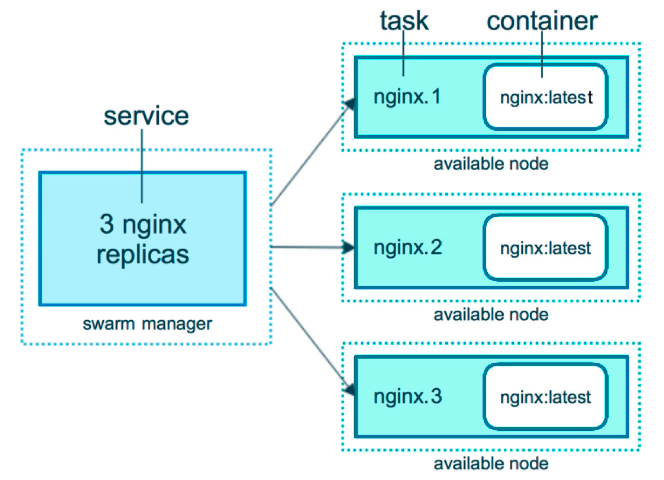 task
container
nginx.1
nginx:latest
available node
service
3 nginx
replicas
swarm manager
nginx.2
nginx:latest
available node
nginx.3
nginx:latest
available node